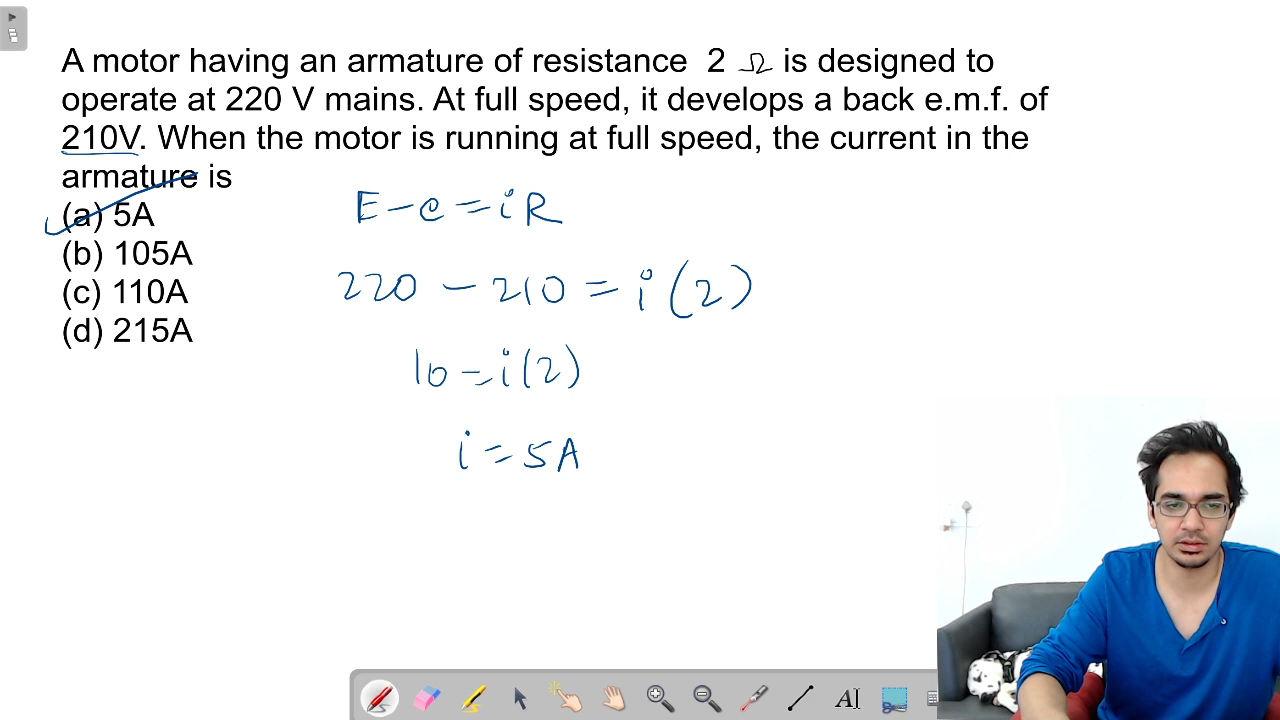 A motor having an armature of resistance 2 Ω is designed to
operate at 220 V mains. At full speed, it develops a back e.m.f. of
210V. When the motor is running at full speed, the current in the
armature is
(a) 5A
(b) 105A
(c) 110A
(d) 215A
E - e = iR
220 - 210 = i (2)
10 = i (2)
i = 5A
AI